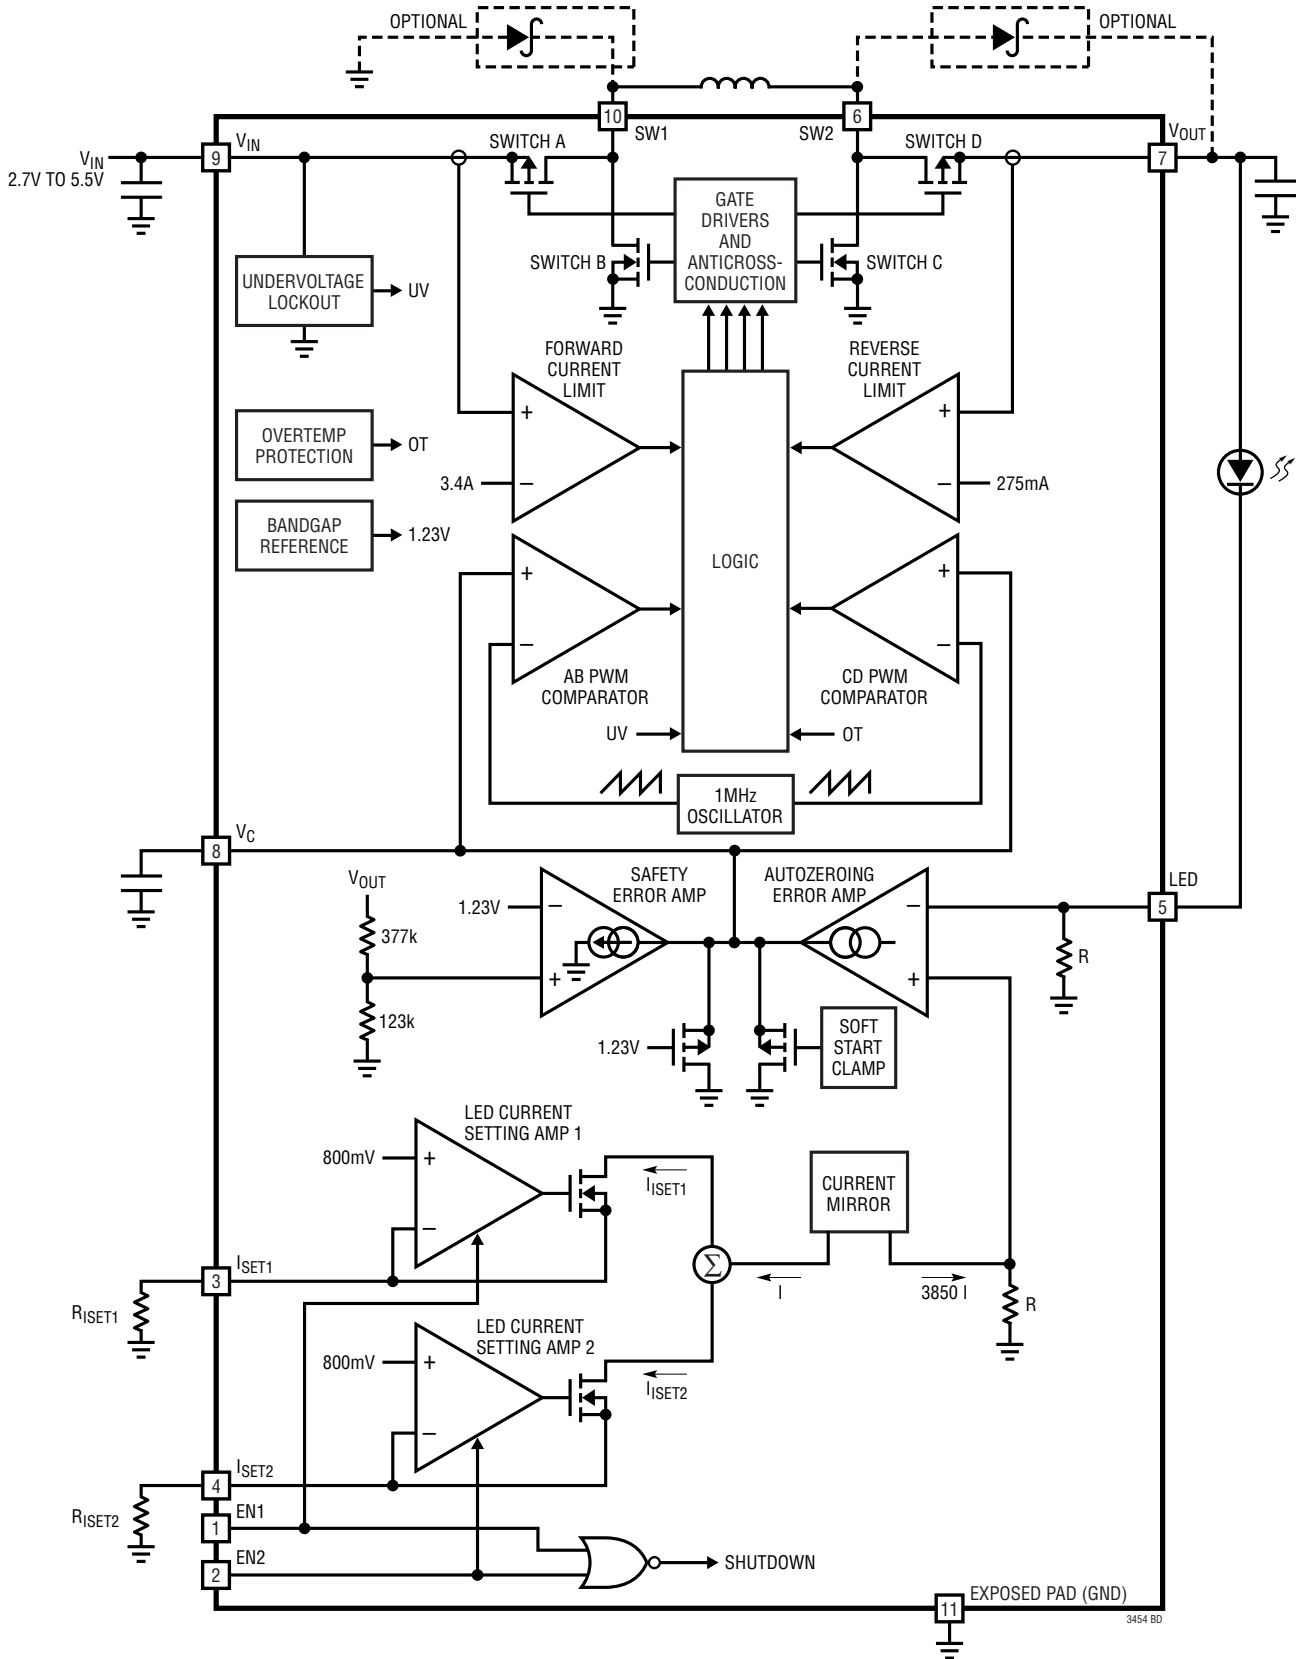 OPTIONAL
OPTIONAL
10
SW1
SW2
6
VIN
2.7V TO 5.5V
9
VIN
SWITCH A
SWITCH D
7
VOUT
GATE
DRIVERS
AND
ANTICROSS-
CONDUCTION
SWITCH B
SWITCH C
UNDERVOLTAGE
LOCKOUT
UV
OVERTEMP
PROTECTION
OT
BANDGAP
REFERENCE
1.23V
FORWARD
CURRENT
LIMIT
+
–
3.4A
REVERSE
CURRENT
LIMIT
+
–
275mA
LOGIC
+
–
AB PWM
COMPARATOR
+
–
CD PWM
COMPARATOR
UV
OT
1MHz
OSCILLATOR
8
VC
VOUT
377k
123k
SAFETY
ERROR AMP
1.23V
–
+
AUTOZEROING
ERROR AMP
–
+
LED
5
R
1.23V
SOFT
START
CLAMP
LED CURRENT
SETTING AMP 1
800mV
+
–
IISET1
CURRENT
MIRROR
Σ
I
3850 I
R
3
ISET1
RISET1
LED CURRENT
SETTING AMP 2
800mV
+
–
IISET2
4
ISET2
RISET2
1
EN1
2
EN2
SHUTDOWN
11
EXPOSED PAD (GND)
3454 BD